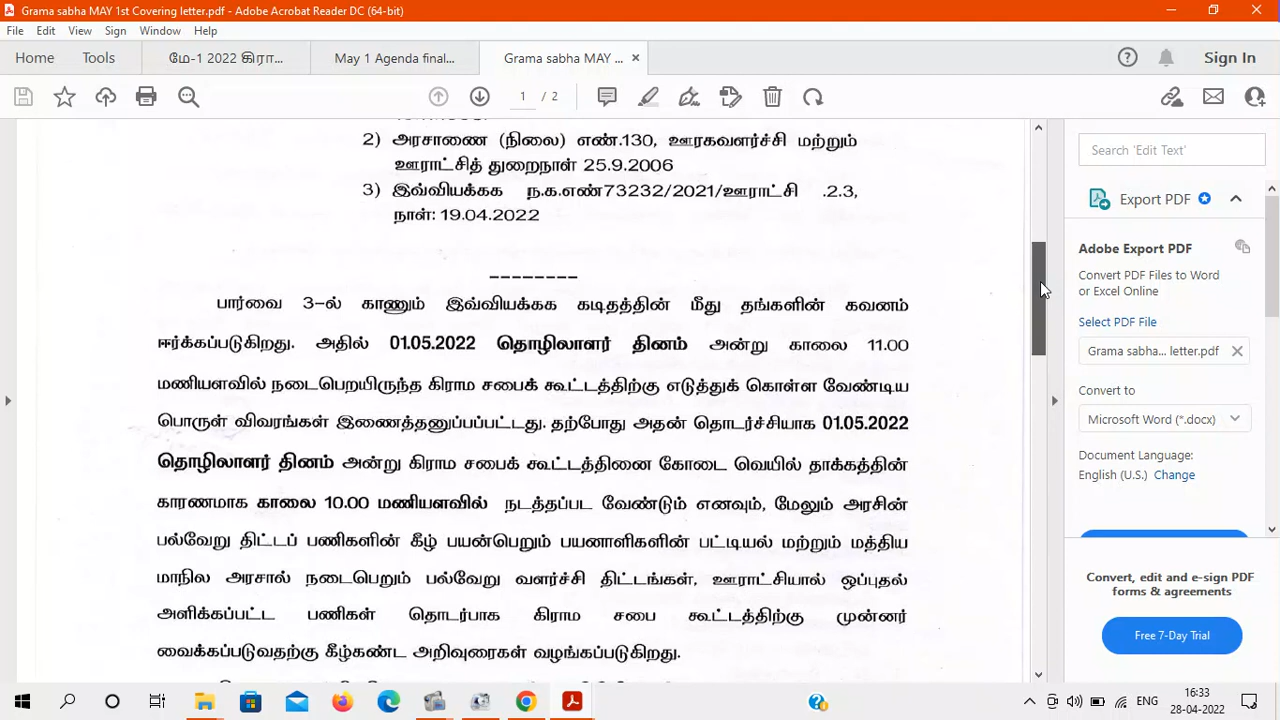 Grama sabha MAY 1st Covering letter.pdf - Adobe Acrobat Reader DC (64-bit)
File Edit View Sign Window Help
Home Tools மே-1 2022 கிரா... May 1 Agenda final... Grama sabha MAY ... × Sign In
1 / 2
2) அரசாணை (நிலை) எண்.130, ஊரகவளர்ச்சி மற்றும்
ஊராட்சித் துறைநாள் 25.9.2006
3) இவ்வியக்கக ந.க.எண்73232/2021/ஊராட்சி .2.3,
நாள்: 19.04.2022
--------
பார்வை 3-ல் காணும் இவ்வியக்கக கடிதத்தின் மீது தங்களின் கவனம்
ஈர்க்கப்படுகிறது. அதில் 01.05.2022 தொழிலாளர் தினம் அன்று காலை 11.00
மணியளவில் நடைபெறயிருந்த கிராம சபைக் கூட்டத்திற்கு எடுத்துக் கொள்ள வேண்டிய
பொருள் விவரங்கள் இணைத்தனுப்பப்பட்டது. தற்போது அதன் தொடர்ச்சியாக 01.05.2022
தொழிலாளர் தினம் அன்று கிராம சபைக் கூட்டத்தினை கோடை வெயில் தாக்கத்தின்
காரணமாக காலை 10.00 மணியளவில் நடத்தப்பட வேண்டும் எனவும், மேலும் அரசின்
பல்வேறு திட்டப் பணிகளின் கீழ் பயன்பெறும் பயனாளிகளின் பட்டியல் மற்றும் மத்திய
மாநில அரசால் நடைபெறும் பல்வேறு வளர்ச்சி திட்டங்கள், ஊராட்சியால் ஒப்புதல்
அளிக்கப்பட்ட பணிகள் தொடர்பாக கிராம சபை கூட்டத்திற்கு முன்னர்
வைக்கப்படுவதற்கு கீழ்கண்ட அறிவுரைகள் வழங்கப்படுகிறது.
Search 'Edit Text'
Export PDF
Adobe Export PDF
Convert PDF Files to Word
or Excel Online
Select PDF File
Grama sabha... letter.pdf
Convert to
Microsoft Word (*.docx)
Document Language:
English (U.S.) Change
Convert, edit and e-sign PDF
forms & agreements
Free 7-Day Trial
ENG
16:33
28-04-2022